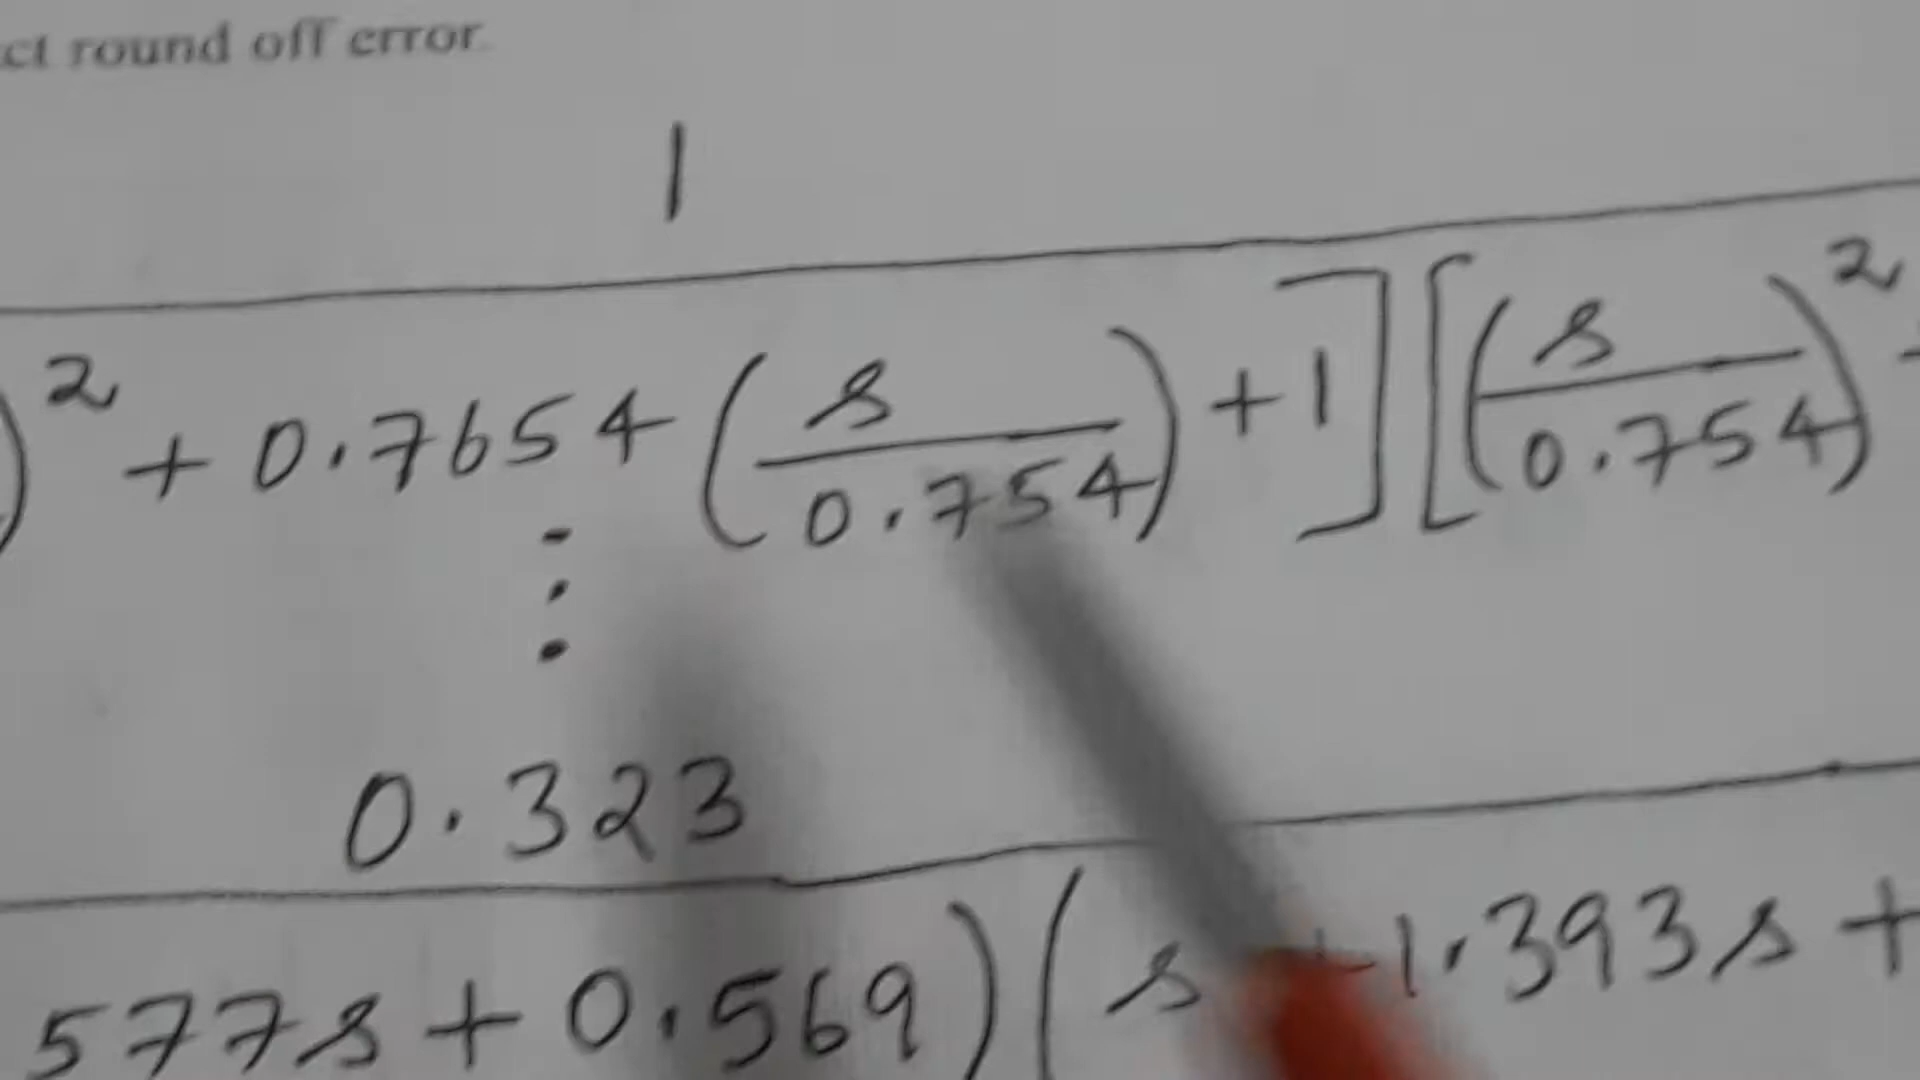 ct round off error.
1
)² + 0.7654 (s/0.754) + 1] [(s/0.754)²
⋮
0.323
577s + 0.569) (s + 1.393s +